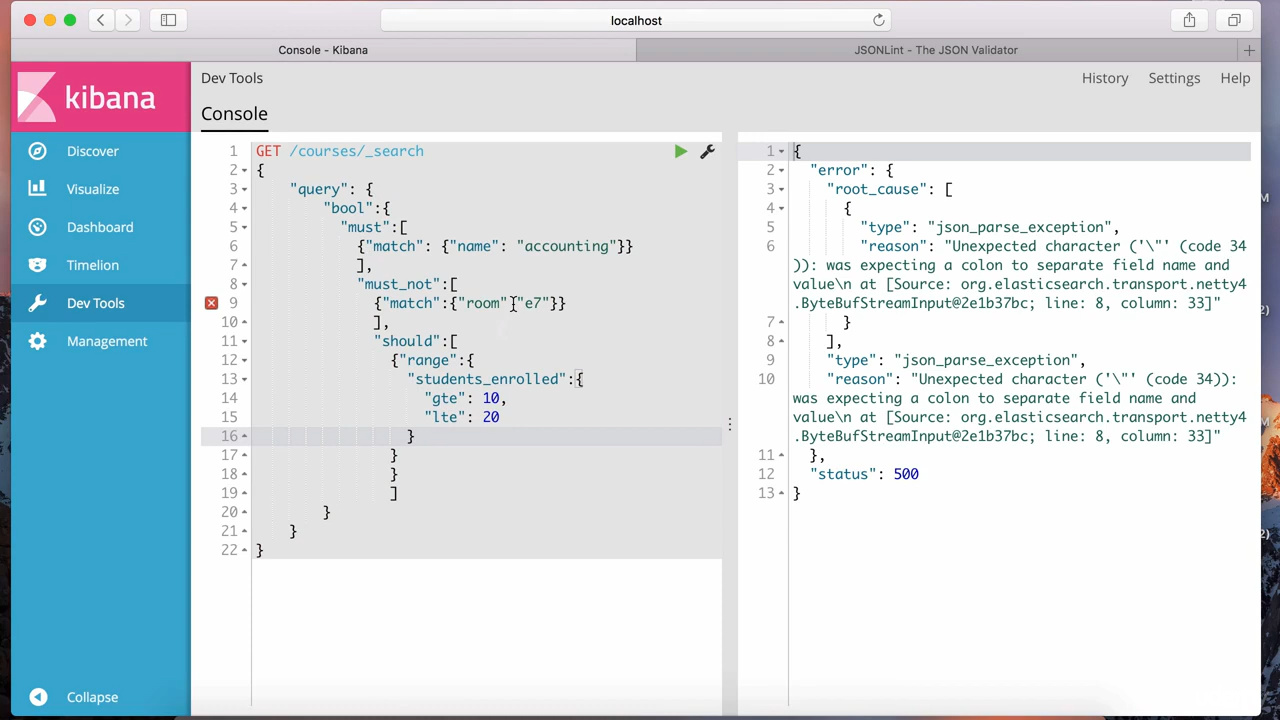 localhost
Console - Kibana
JSONLint - The JSON Validator
kibana
Discover
Visualize
Dashboard
Timelion
Dev Tools
Management
Collapse
Dev Tools
History Settings Help
Console
1 GET /courses/_search
2 {
3 "query": {
4 "bool":{
5 "must":[
6 {"match": {"name": "accounting"}}
7 ],
8 "must_not":[
9 {"match":{"room" "e7"}}
10 ],
11 "should":[
12 {"range":{
13 "students_enrolled":{
14 "gte": 10,
15 "lte": 20
16 }
17 }
18 }
19 ]
20 }
21 }
22 }
1 {
2 "error": {
3 "root_cause": [
4 {
5 "type": "json_parse_exception",
6 "reason": "Unexpected character ('\"' (code 34
)): was expecting a colon to separate field name and
value\n at [Source: org.elasticsearch.transport.netty4
.ByteBufStreamInput@2e1b37bc; line: 8, column: 33]"
7 }
8 ],
9 "type": "json_parse_exception",
10 "reason": "Unexpected character ('\"' (code 34)):
was expecting a colon to separate field name and
value\n at [Source: org.elasticsearch.transport.netty4
.ByteBufStreamInput@2e1b37bc; line: 8, column: 33]"
11 },
12 "status": 500
13 }